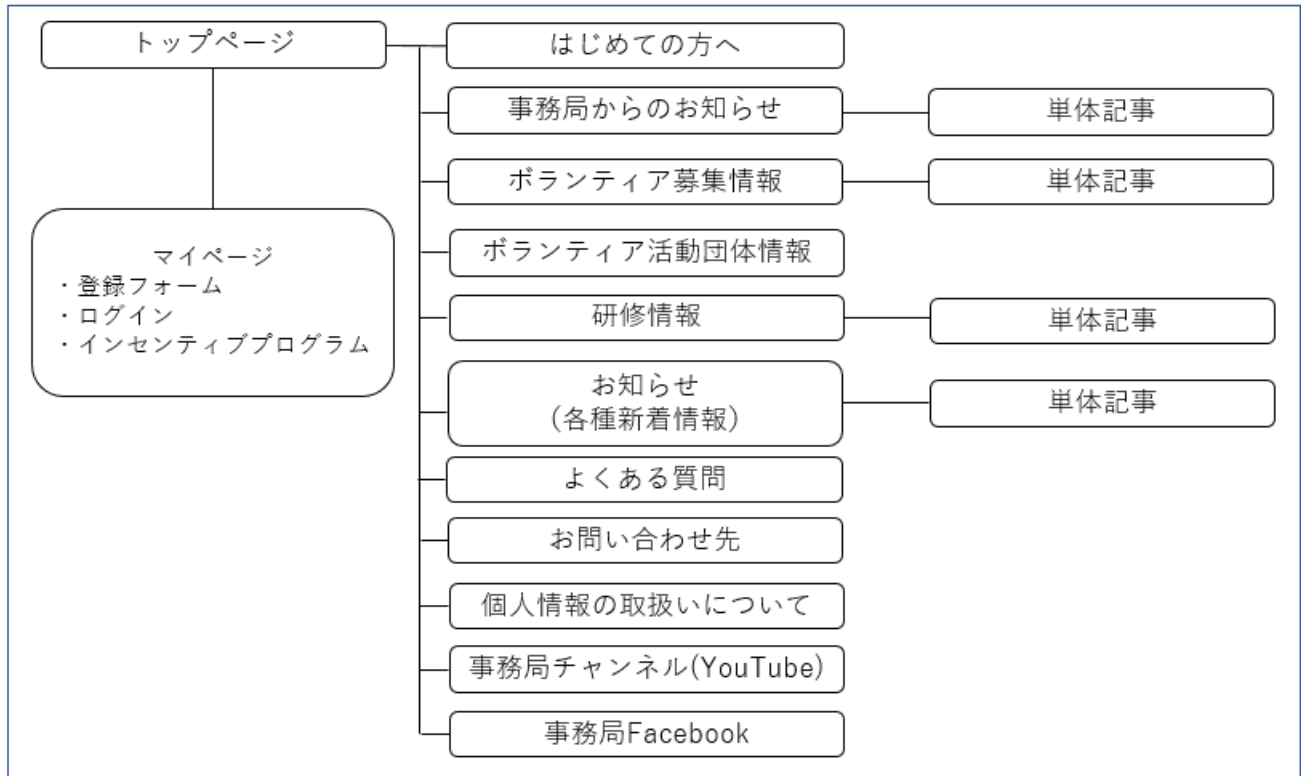 トップページ
はじめての方へ
事務局からのお知らせ
単体記事
ボランティア募集情報
単体記事
マイページ
・登録フォーム
・ログイン
・インセンティブプログラム
ボランティア活動団体情報
研修情報
単体記事
お知らせ
(各種新着情報)
単体記事
よくある質問
お問い合わせ先
個人情報の取扱いについて
事務局チャンネル(YouTube)
事務局Facebook